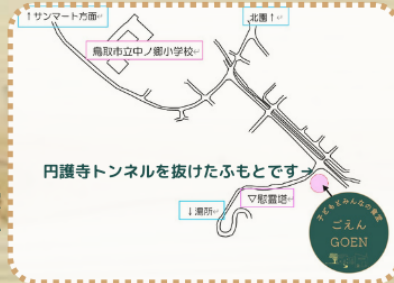 ↑サンマート方面
北園↑
鳥取市立中ノ郷小学校
円護寺トンネルを抜けたふもとです→
▽慰霊塔
↓湯所
子どもとみんなの食堂
ごえん
GOEN